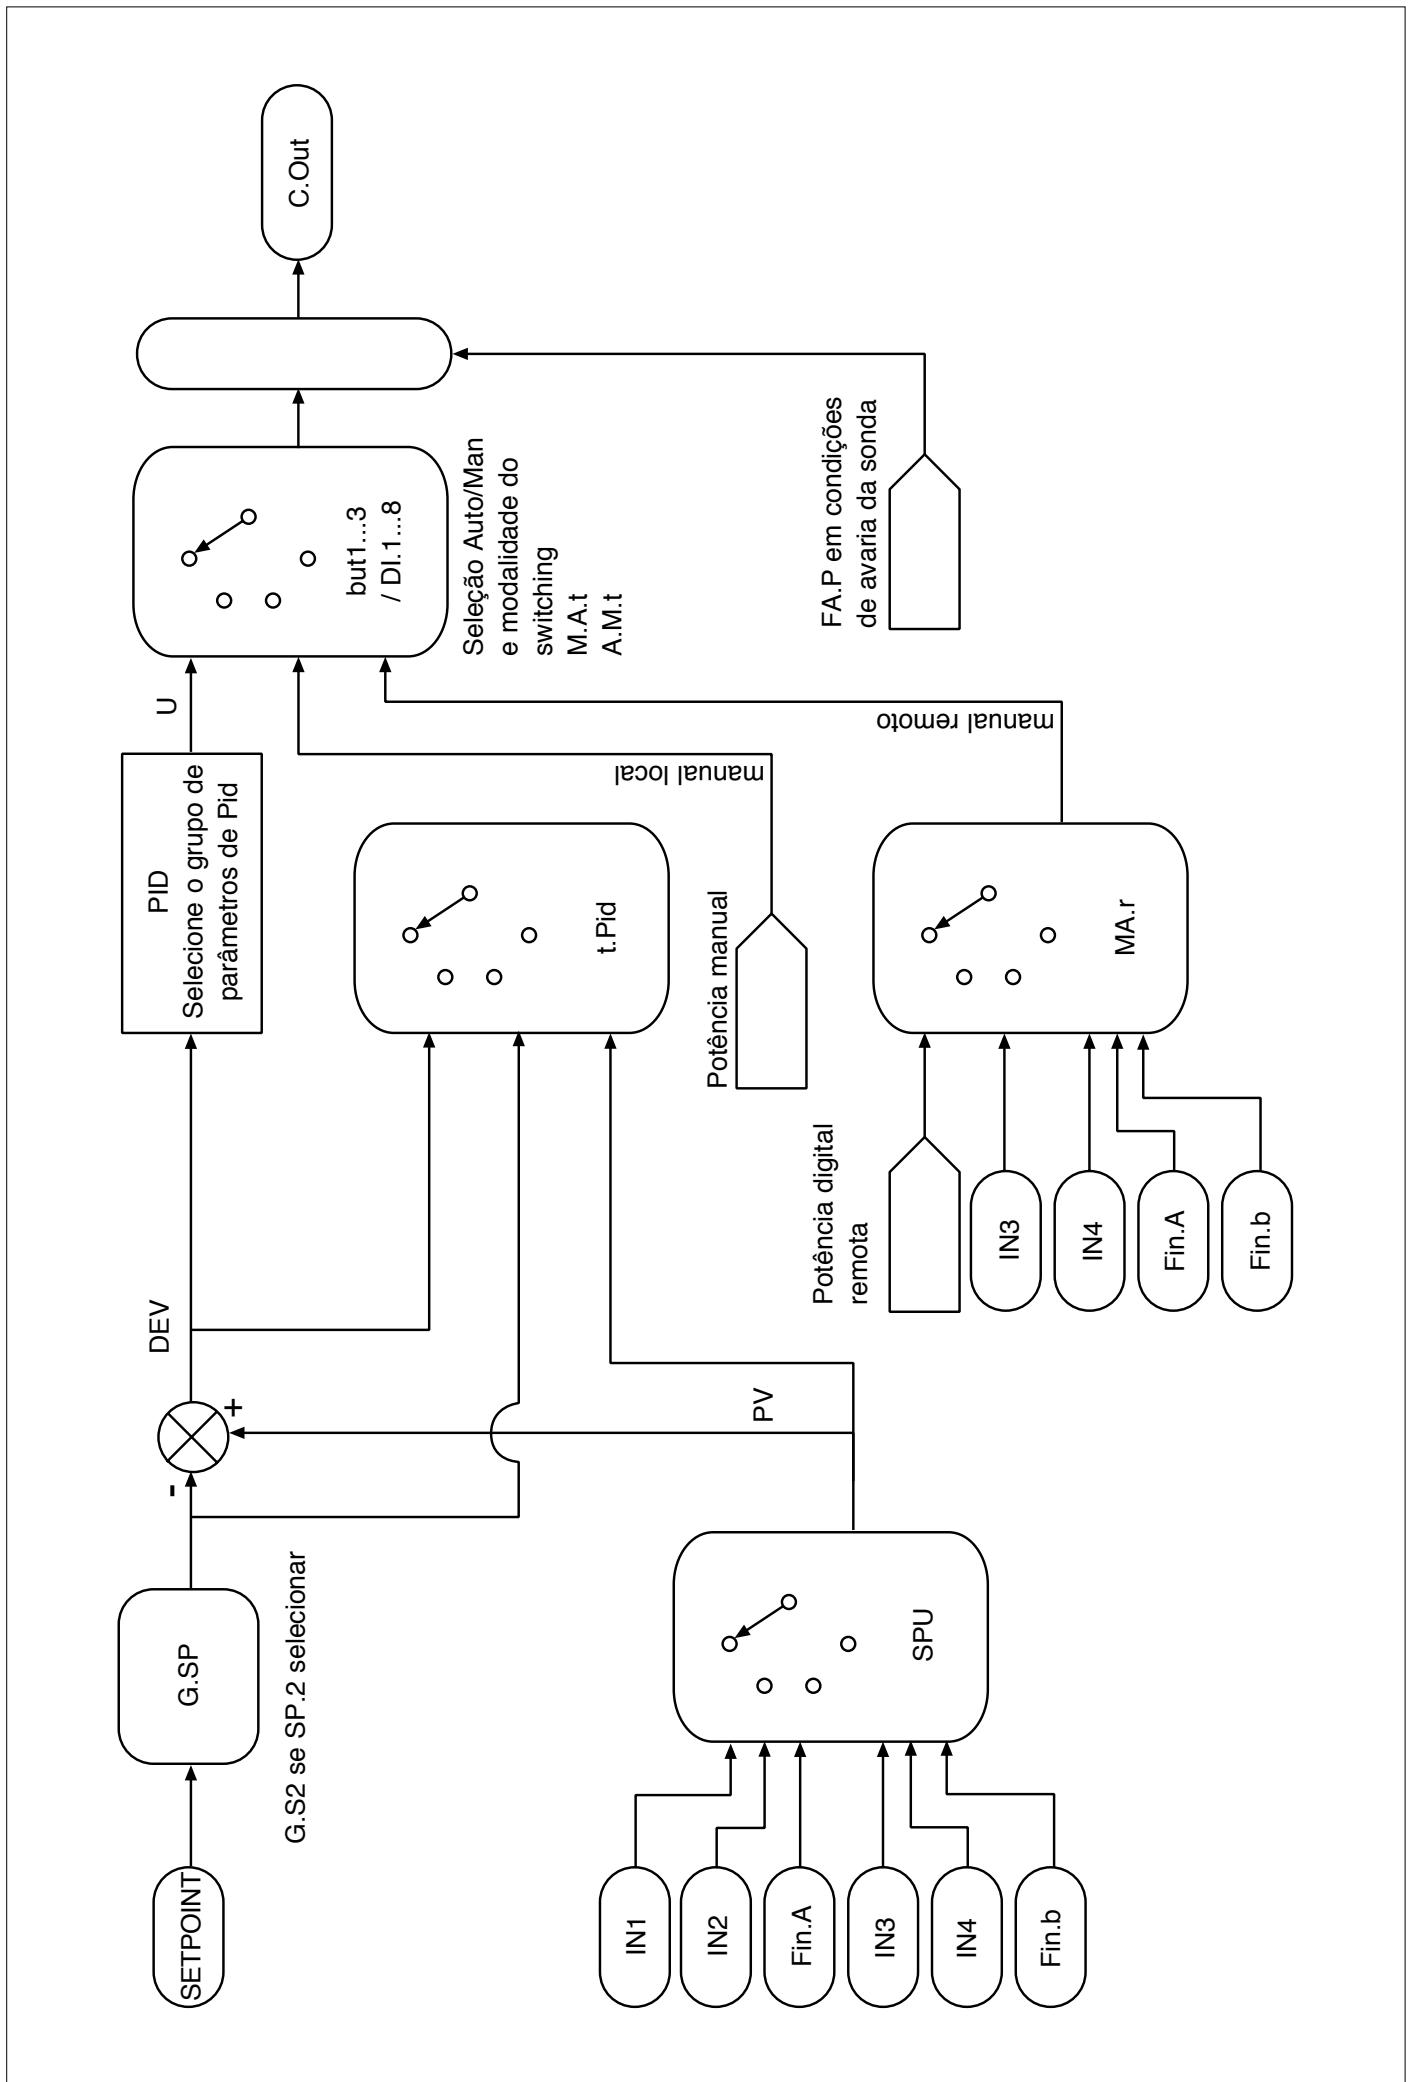 SETPOINT
G.SP
G.S2 se SP.2 selecionar
-
+
DEV
PID
Selecione o grupo de
parâmetros de Pid
U
but1...3
/ DI.1...8
Seleção Auto/Man
e modalidade do
switching
M.A.t
A.M.t
C.Out
t.Pid
manual local
Potência manual
manual remoto
FA.P em condições
de avaria da sonda
IN1
IN2
Fin.A
IN3
IN4
Fin.b
SPU
PV
Potência digital
remota
IN3
IN4
Fin.A
Fin.b
MA.r